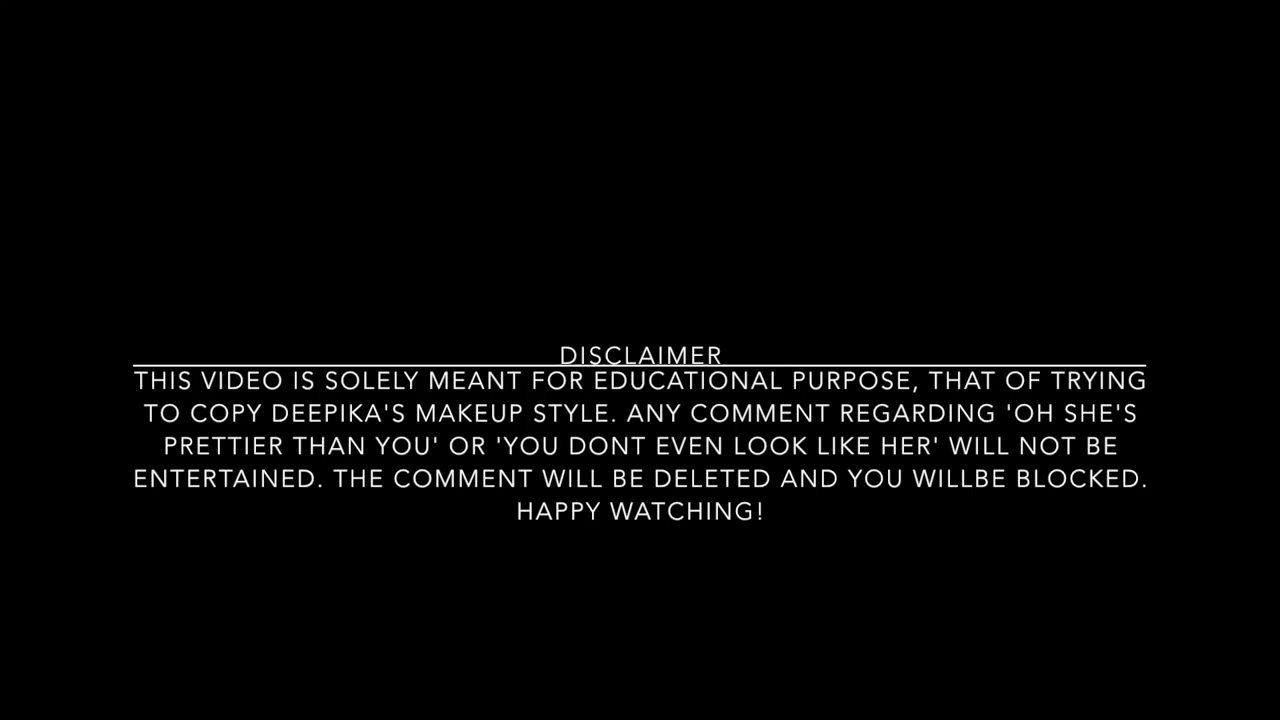 DISCLAIMER
THIS VIDEO IS SOLELY MEANT FOR EDUCATIONAL PURPOSE, THAT OF TRYING
TO COPY DEEPIKA'S MAKEUP STYLE. ANY COMMENT REGARDING 'OH SHE'S
PRETTIER THAN YOU' OR 'YOU DONT EVEN LOOK LIKE HER' WILL NOT BE
ENTERTAINED. THE COMMENT WILL BE DELETED AND YOU WILLBE BLOCKED.
HAPPY WATCHING!